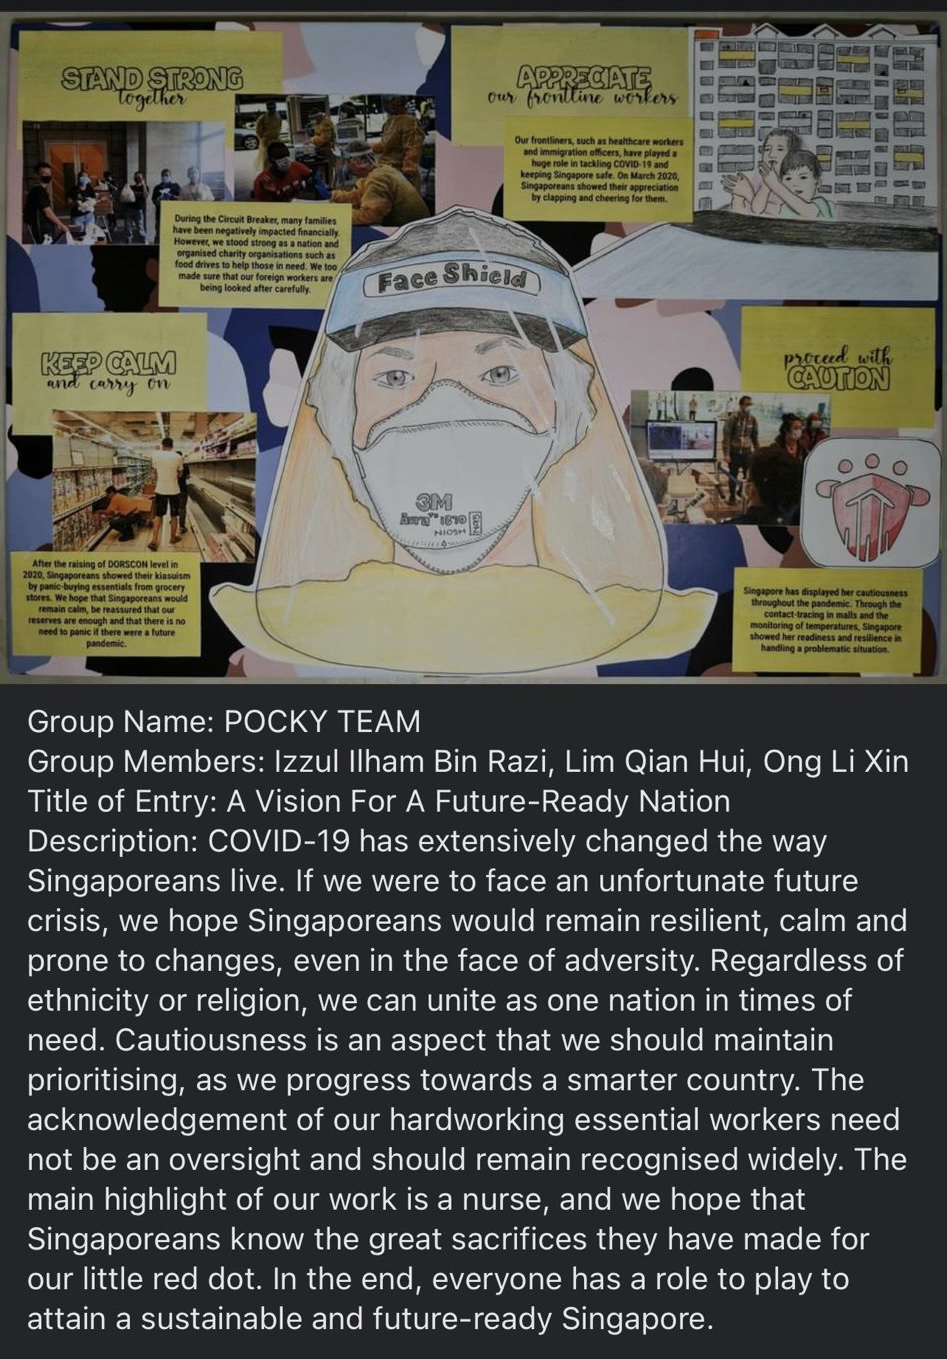 STAND STRONG
together
During the Circuit Breaker, many families
have been negatively impacted financially.
However, we stood strong as a nation and
organised charity organisations such as
food drives to help those in need. We too
made sure that our foreign workers are
being looked after carefully.
APPRECIATE
our frontline workers
Our frontliners, such as healthcare workers
and immigration officers, have played a
huge role in tackling COVID-19 and
keeping Singapore safe. On March 2020,
Singaporeans showed their appreciation
by clapping and cheering for them.
Face Shield
3M
NIOSH
KEEP CALM
and carry on
After the raising of DORSCON level in
2020, Singaporeans showed their kiasuism
by panic-buying essentials from grocery
stores. We hope that Singaporeans would
remain calm, be reassured that our
reserves are enough and that there is no
need to panic if there were a future
pandemic.
proceed with
CAUTION
Singapore has displayed her cautiousness
throughout the pandemic. Through the
contact-tracing in malls and the
monitoring of temperatures, Singapore
showed her readiness and resilience in
handling a problematic situation.
Group Name: POCKY TEAM
Group Members: Izzul Ilham Bin Razi, Lim Qian Hui, Ong Li Xin
Title of Entry: A Vision For A Future-Ready Nation
Description: COVID-19 has extensively changed the way
Singaporeans live. If we were to face an unfortunate future
crisis, we hope Singaporeans would remain resilient, calm and
prone to changes, even in the face of adversity. Regardless of
ethnicity or religion, we can unite as one nation in times of
need. Cautiousness is an aspect that we should maintain
prioritising, as we progress towards a smarter country. The
acknowledgement of our hardworking essential workers need
not be an oversight and should remain recognised widely. The
main highlight of our work is a nurse, and we hope that
Singaporeans know the great sacrifices they have made for
our little red dot. In the end, everyone has a role to play to
attain a sustainable and future-ready Singapore.